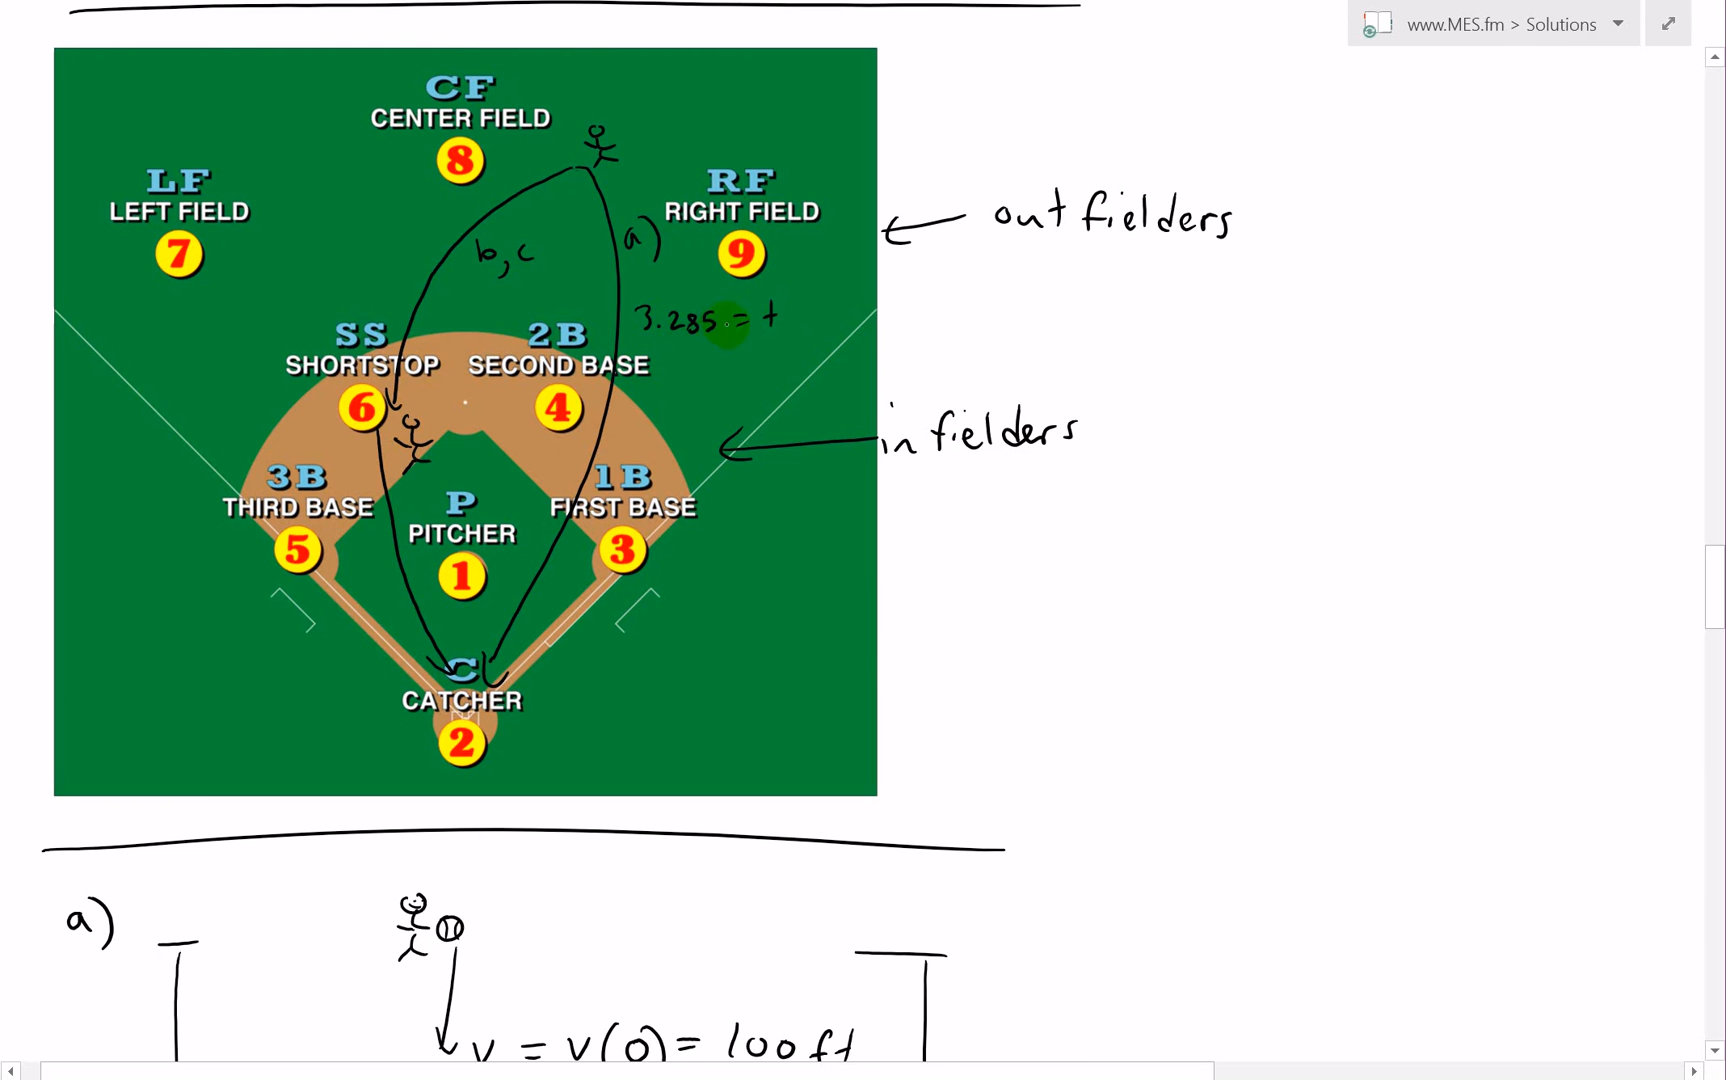 www.MES.fm > Solutions
CF
CENTER FIELD
8
LF
LEFT FIELD
7
RF
RIGHT FIELD
9
out fielders
a)
b, c
3.285 = t
SS
SHORTSTOP
6
2B
SECOND BASE
4
in fielders
3B
THIRD BASE
5
P
PITCHER
1
1B
FIRST BASE
3
C
CATCHER
2
a)
v = v(0) = 100 ft